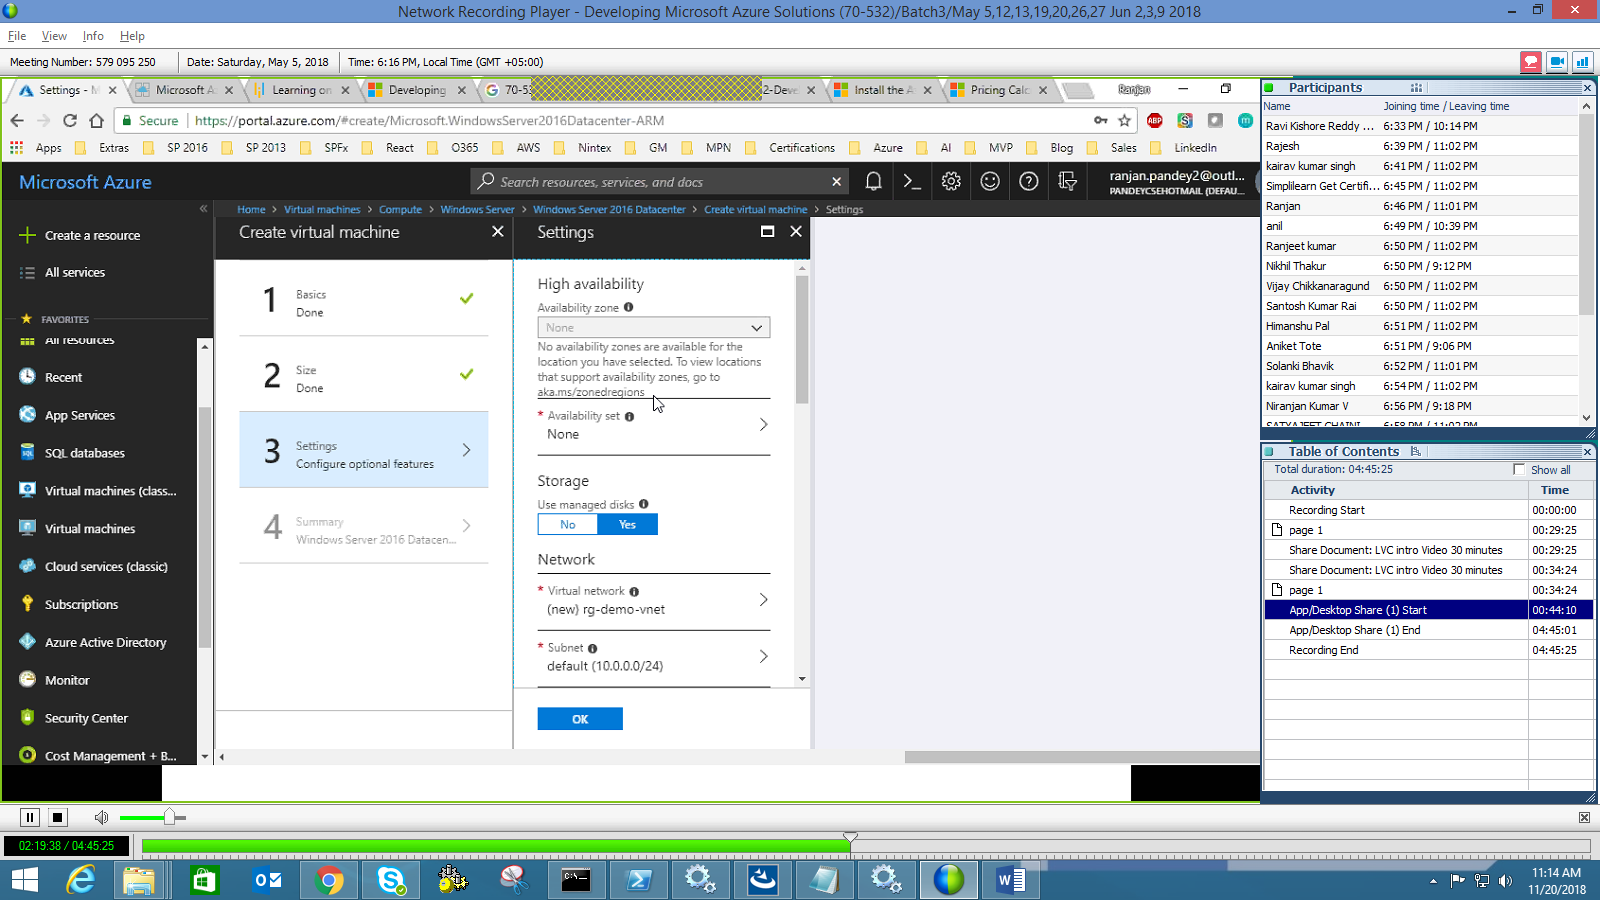 Network Recording Player - Developing Microsoft Azure Solutions (70-532)/Batch3/May 5,12,13,19,20,26,27 Jun 2,3,9 2018
File View Info Help
Meeting Number: 579 095 250 Date: Saturday, May 5, 2018 Time: 6:16 PM, Local Time (GMT +05:00)
Settings - M Microsoft A Learning on Developing 70-53 2-Deve Install the A Pricing Calc Ranjan
Secure https://portal.azure.com/#create/Microsoft.WindowsServer2016Datacenter-ARM
Apps Extras SP 2016 SP 2013 SPFx React O365 AWS Nintex GM MPN Certifications Azure AI MVP Blog Sales LinkedIn
Microsoft Azure
Search resources, services, and docs
ranjan.pandey2@outl...
PANDEYCSEHOTMAIL (DEFAU...
Home > Virtual machines > Compute > Windows Server > Windows Server 2016 Datacenter > Create virtual machine > Settings
Create a resource
All services
FAVORITES
All resources
Recent
App Services
SQL databases
Virtual machines (class...
Virtual machines
Cloud services (classic)
Subscriptions
Azure Active Directory
Monitor
Security Center
Cost Management + B...
Create virtual machine
1 Basics
Done
2 Size
Done
3 Settings
Configure optional features
4 Summary
Windows Server 2016 Datacen...
Settings
High availability
Availability zone
None
No availability zones are available for the
location you have selected. To view locations
that support availability zones, go to
aka.ms/zonedregions
* Availability set
None
Storage
Use managed disks
No Yes
Network
* Virtual network
(new) rg-demo-vnet
* Subnet
default (10.0.0.0/24)
OK
Participants
Name Joining time / Leaving time
Ravi Kishore Reddy ... 6:33 PM / 10:14 PM
Rajesh 6:39 PM / 11:02 PM
kairav kumar singh 6:41 PM / 11:02 PM
Simplilearn Get Certifi... 6:45 PM / 11:02 PM
Ranjan 6:46 PM / 11:01 PM
anil 6:49 PM / 10:39 PM
Ranjeet kumar 6:50 PM / 11:02 PM
Nikhil Thakur 6:50 PM / 9:12 PM
Vijay Chikkanaragund 6:50 PM / 11:02 PM
Santosh Kumar Rai 6:50 PM / 11:02 PM
Himanshu Pal 6:51 PM / 11:02 PM
Aniket Tote 6:51 PM / 9:06 PM
Solanki Bhavik 6:52 PM / 11:01 PM
kairav kumar singh 6:54 PM / 11:02 PM
Niranjan Kumar V 6:56 PM / 9:18 PM
SATYAJEET CHAINI 6:58 PM / 11:02 PM
Table of Contents
Total duration: 04:45:25 Show all
Activity Time
Recording Start 00:00:00
page 1 00:29:25
Share Document: LVC intro Video 30 minutes 00:29:25
Share Document: LVC intro Video 30 minutes 00:34:24
page 1 00:34:24
App/Desktop Share (1) Start 00:44:10
App/Desktop Share (1) End 04:45:01
Recording End 04:45:25
02:19:38 / 04:45:25
11:14 AM
11/20/2018